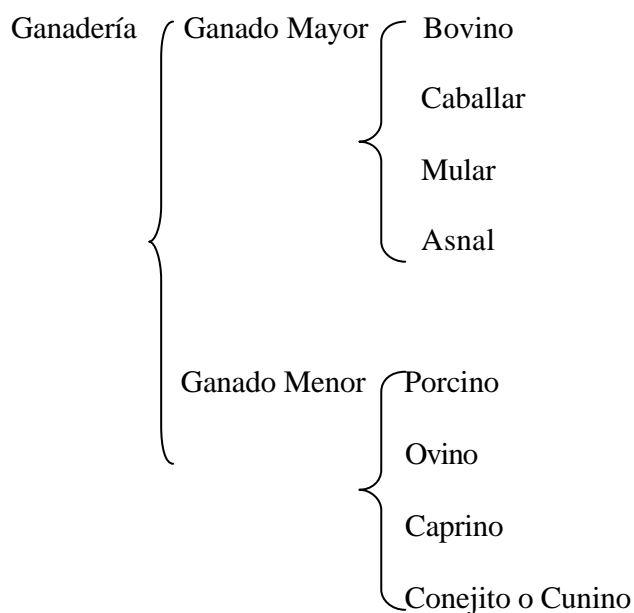 Ganadería Ganado Mayor Bovino
Caballar
Mular
Asnal
Ganado Menor Porcino
Ovino
Caprino
Conejito o Cunino